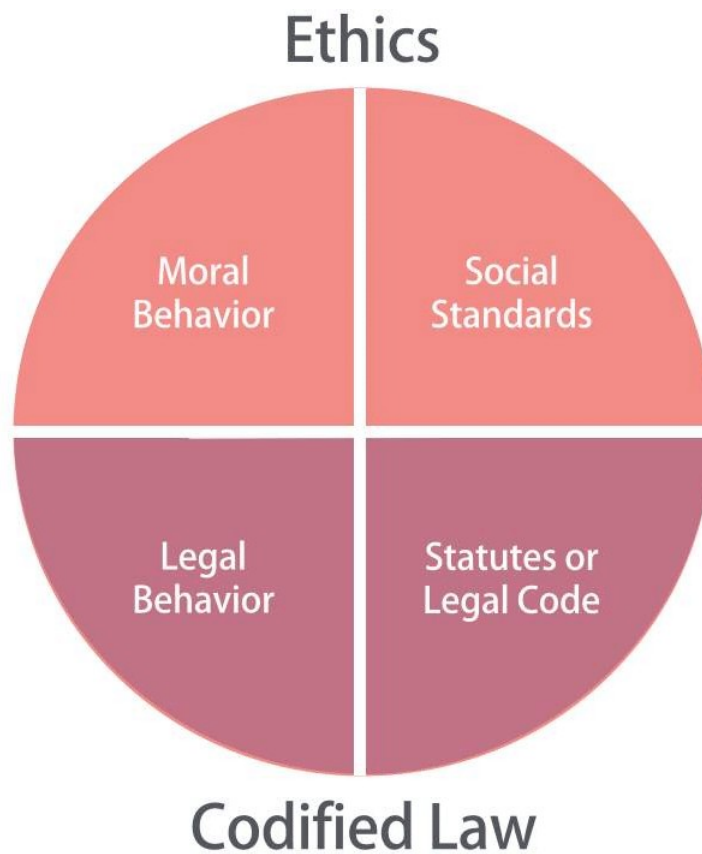 Ethics
Moral
Behavior
Social
Standards
Legal
Behavior
Statutes or
Legal Code
Codified Law